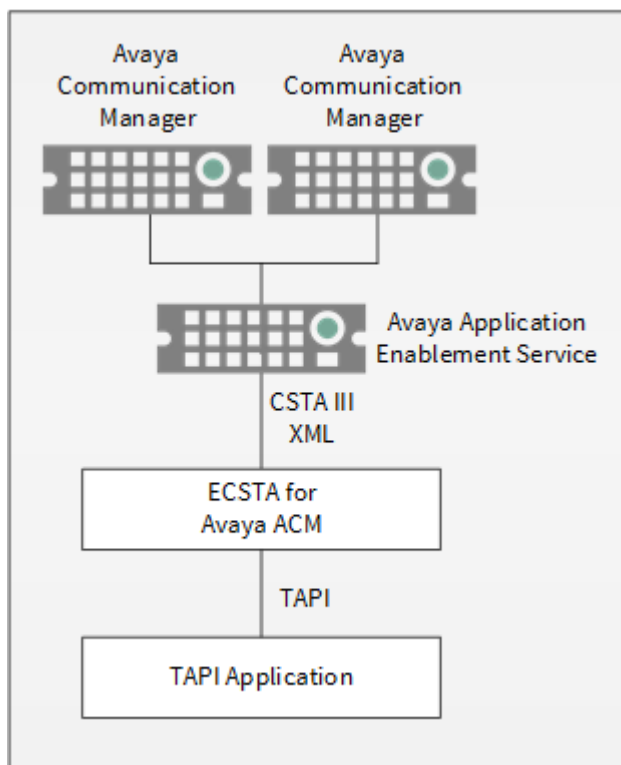 Avaya
Communication
Manager
Avaya
Communication
Manager
Avaya Application
Enablement Service
CSTA III
XML
ECSTA for
Avaya ACM
TAPI
TAPI Application